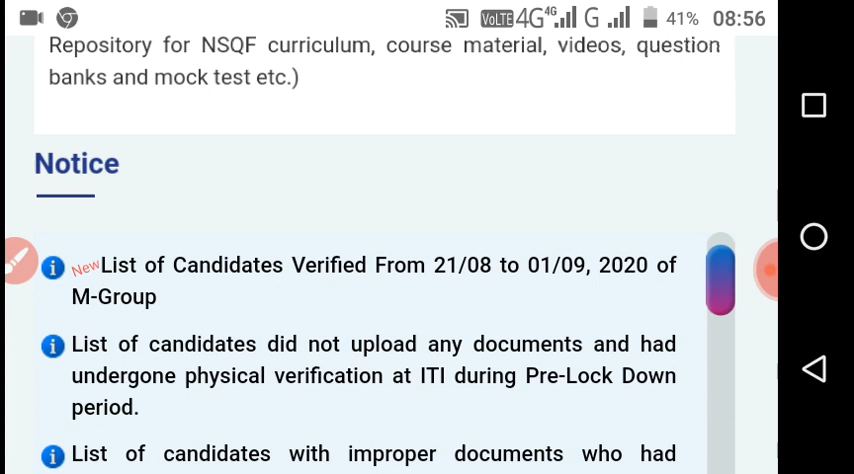 VoLTE 4G 4G G 41% 08:56
Repository for NSQF curriculum, course material, videos, question
banks and mock test etc.)
Notice
New List of Candidates Verified From 21/08 to 01/09, 2020 of
M-Group
List of candidates did not upload any documents and had
undergone physical verification at ITI during Pre-Lock Down
period.
List of candidates with improper documents who had